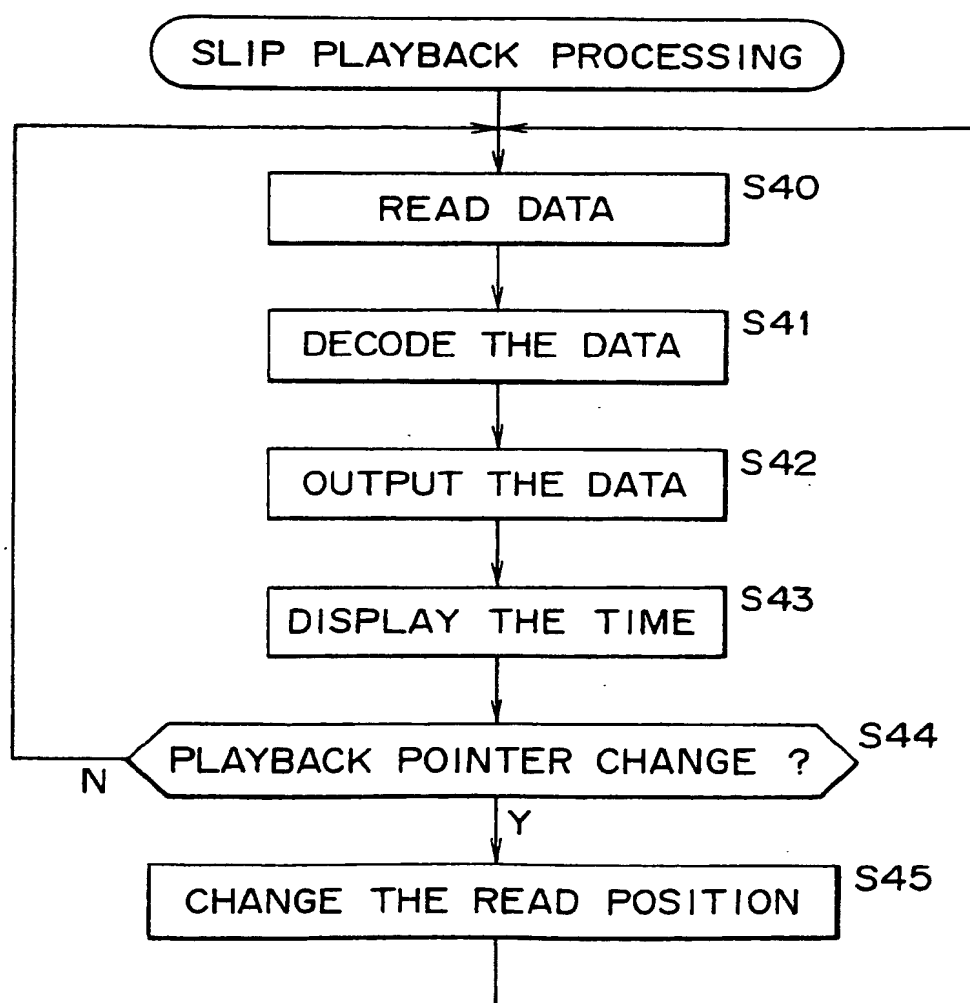 SLIP PLAYBACK PROCESSING
S40
READ DATA
S41
DECODE THE DATA
S42
OUTPUT THE DATA
S43
DISPLAY THE TIME
S44
PLAYBACK POINTER CHANGE ?
N
Y
S45
CHANGE THE READ POSITION